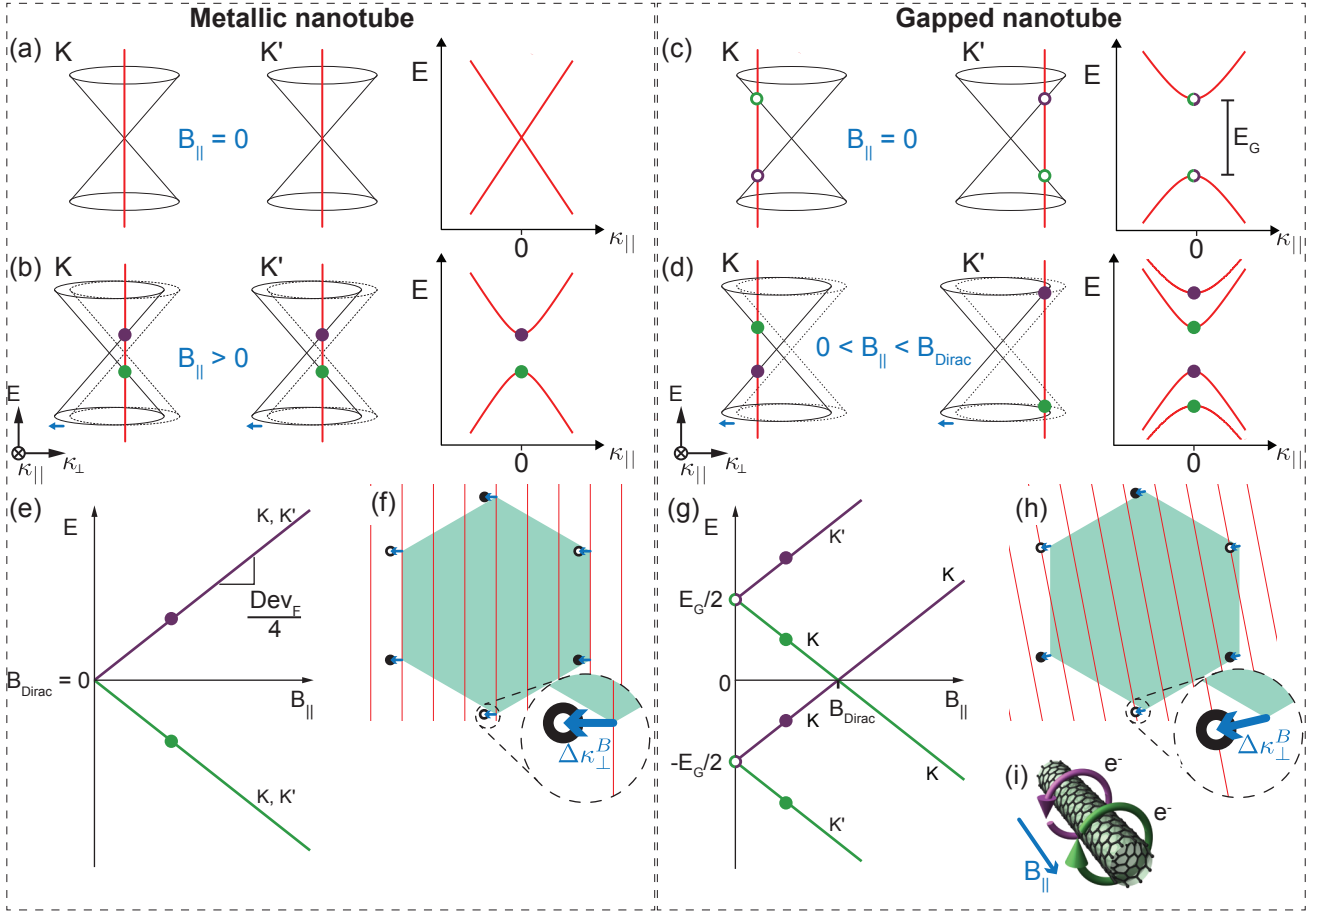 Metallic nanotube
(a)
K
K'
B|| = 0
E
0
κ||
(b)
K
K'
B|| > 0
E
0
κ||
E
κ||
κ⊥
(e)
E
K, K'
DevF
4
BDirac = 0
B||
K, K'
(f)
Δκ⊥B
Gapped nanotube
(c)
K
K'
B|| = 0
E
EG
0
κ||
(d)
K
K'
0 < B|| < BDirac
E
0
κ||
E
κ||
κ⊥
(g)
E
K'
K
EG/2
K
0
BDirac
B||
K
-EG/2
K
K'
(h)
Δκ⊥B
(i)
e-
e-
B||